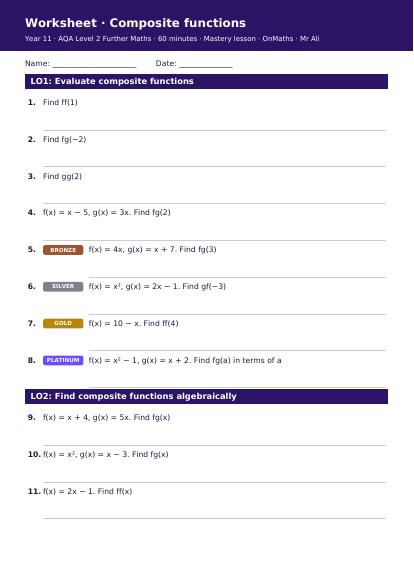 Worksheet · Composite functions
Year 11 · AQA Level 2 Further Maths · 60 minutes · Mastery lesson · OnMaths · Mr Ali
Name: ______________________ Date: ______________
LO1: Evaluate composite functions
1. Find ff(1)
2. Find fg(−2)
3. Find gg(2)
4. f(x) = x − 5, g(x) = 3x. Find fg(2)
5. BRONZE f(x) = 4x, g(x) = x + 7. Find fg(3)
6. SILVER f(x) = x², g(x) = 2x − 1. Find gf(−3)
7. GOLD f(x) = 10 − x. Find ff(4)
8. PLATINUM f(x) = x² − 1, g(x) = x + 2. Find fg(a) in terms of a
LO2: Find composite functions algebraically
9. f(x) = x + 4, g(x) = 5x. Find fg(x)
10. f(x) = x², g(x) = x − 3. Find fg(x)
11. f(x) = 2x − 1. Find ff(x)